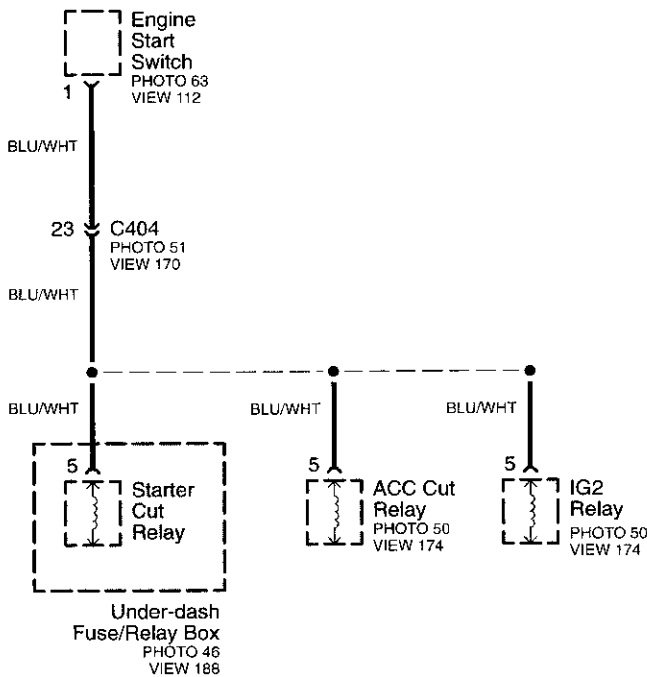 Engine
Start
Switch
PHOTO 63
VIEW 112
1
BLU/WHT
23
C404
PHOTO 51
VIEW 170
BLU/WHT
BLU/WHT
BLU/WHT
BLU/WHT
5
Starter
Cut
Relay
5
ACC Cut
Relay
PHOTO 50
VIEW 174
5
IG2
Relay
PHOTO 50
VIEW 174
Under-dash
Fuse/Relay Box
PHOTO 46
VIEW 188